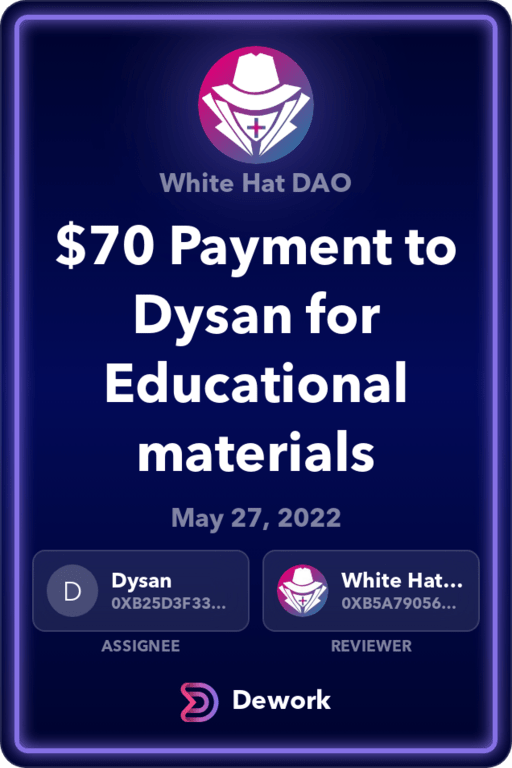 White Hat DAO
$70 Payment to
Dysan for
Educational
materials
May 27, 2022
D
Dysan
0XB25D3F33...
White Hat...
0XB5A79056...
ASSIGNEE
REVIEWER
Dework